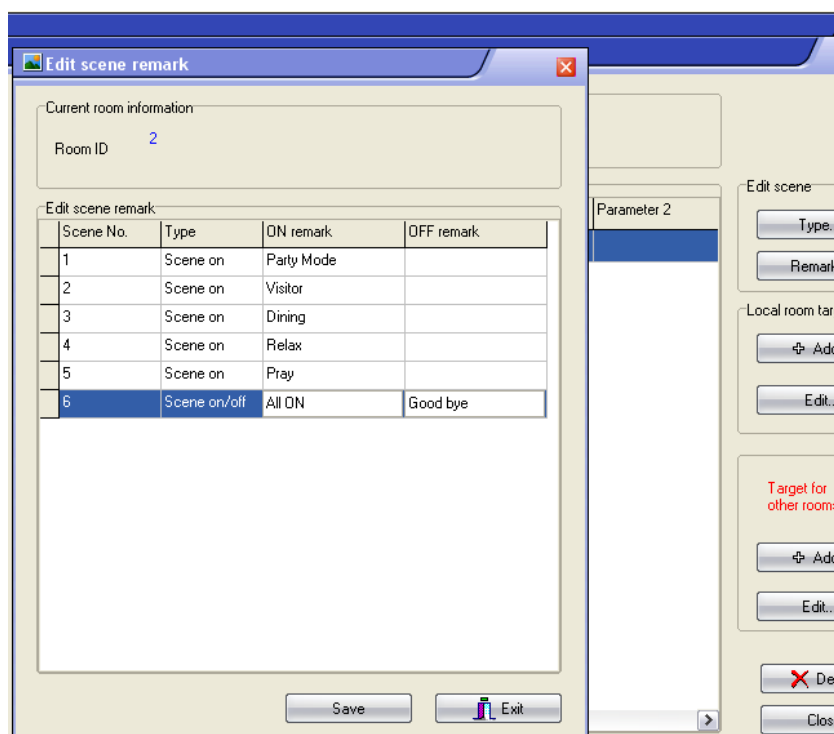 Edit scene remark
Current room information
Room ID 2
Edit scene remark
Scene No. Type ON remark OFF remark
1 Scene on Party Mode
2 Scene on Visitor
3 Scene on Dining
4 Scene on Relax
5 Scene on Pray
6 Scene on/off All ON Good bye
Save Exit
Parameter 2
Edit scene
Type.
Remark
Local room tar
Add
Edit..
Target for
other rooms
Add
Edit..
De
Clos